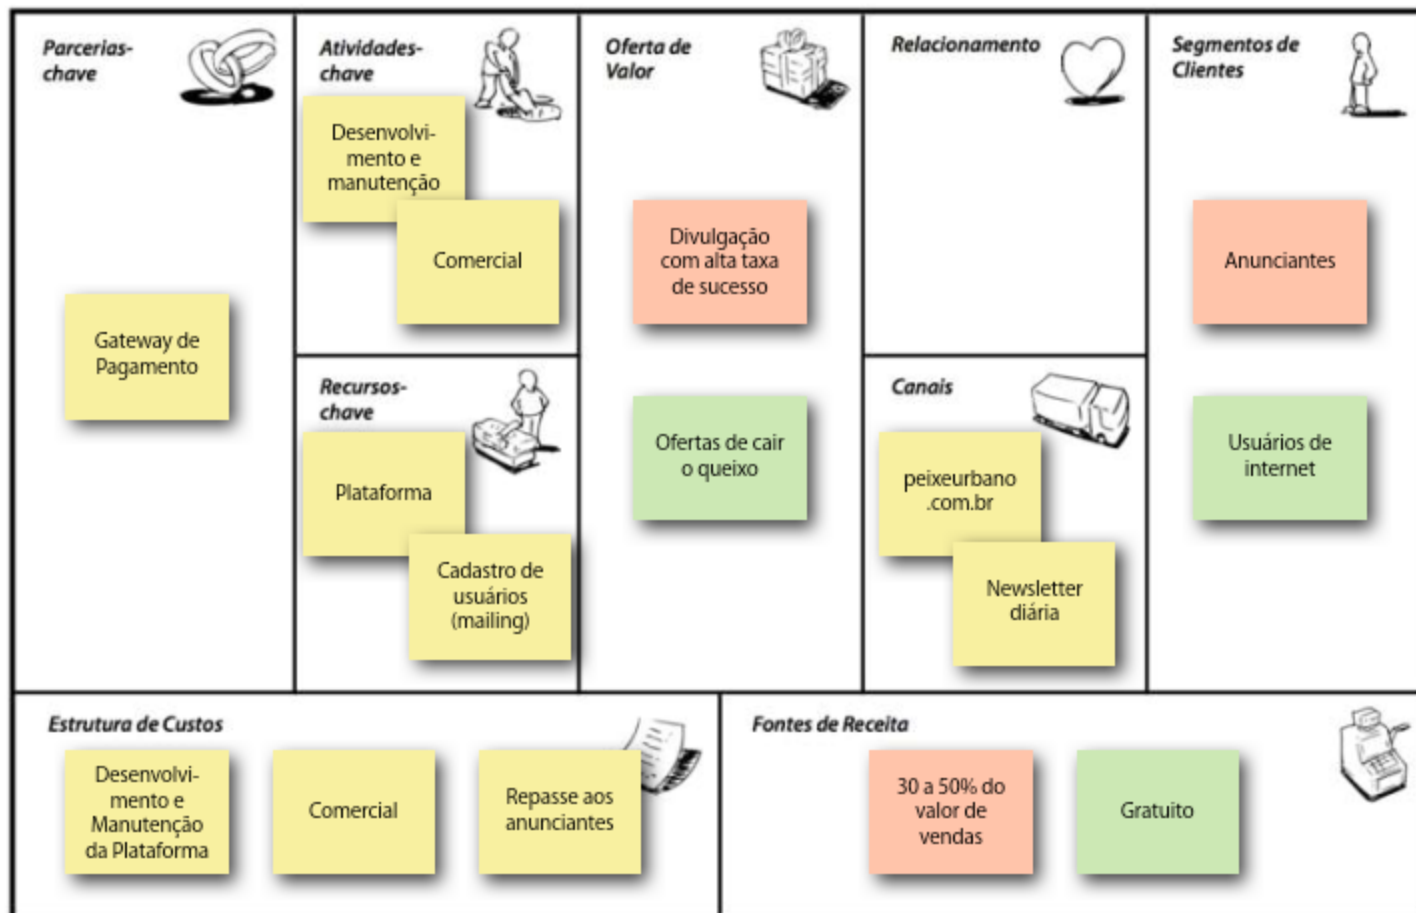 Parcerias-
chave
Gateway de
Pagamento
Atividades-
chave
Desenvolvi-
mento e
manutenção
Comercial
Recursos-
chave
Plataforma
Cadastro de
usuários
(mailing)
Oferta de
Valor
Divulgação
com alta taxa
de sucesso
Ofertas de cair
o queixo
Relacionamento
Canais
peixeurbano
.com.br
Newsletter
diária
Segmentos de
Clientes
Anunciantes
Usuários de
internet
Estrutura de Custos
Desenvolvi-
mento e
Manutenção
da Plataforma
Comercial
Repasse aos
anunciantes
Fontes de Receita
30 a 50% do
valor de
vendas
Gratuito